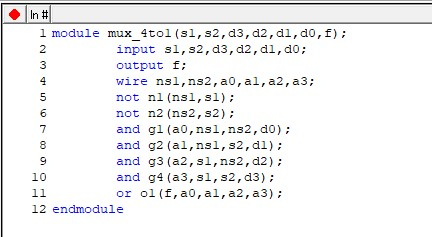 ln #
1 module mux_4to1(s1,s2,d3,d2,d1,d0,f);
2 input s1,s2,d3,d2,d1,d0;
3 output f;
4 wire ns1,ns2,a0,a1,a2,a3;
5 not n1(ns1,s1);
6 not n2(ns2,s2);
7 and g1(a0,ns1,ns2,d0);
8 and g2(a1,ns1,s2,d1);
9 and g3(a2,s1,ns2,d2);
10 and g4(a3,s1,s2,d3);
11 or o1(f,a0,a1,a2,a3);
12 endmodule